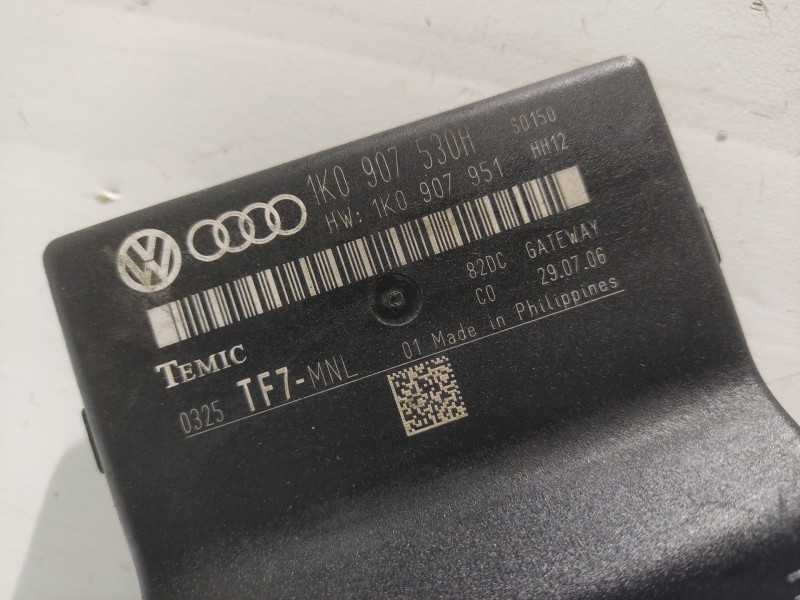 1K0 907 530H S0150
HW: 1K0 907 951 HH12
82DC GATEWAY
C0 29.07.06
TEMIC
0325 TF7-MNL 01 Made in Philippines